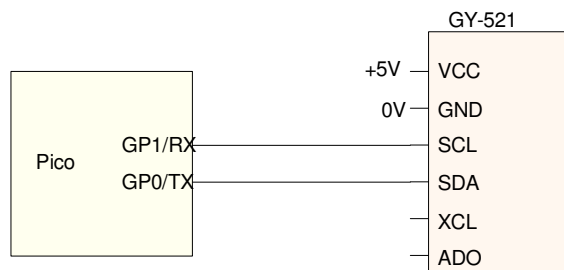 GY-521
+5V VCC
0V GND
GP1/RX SCL
Pico
GP0/TX SDA
XCL
ADO